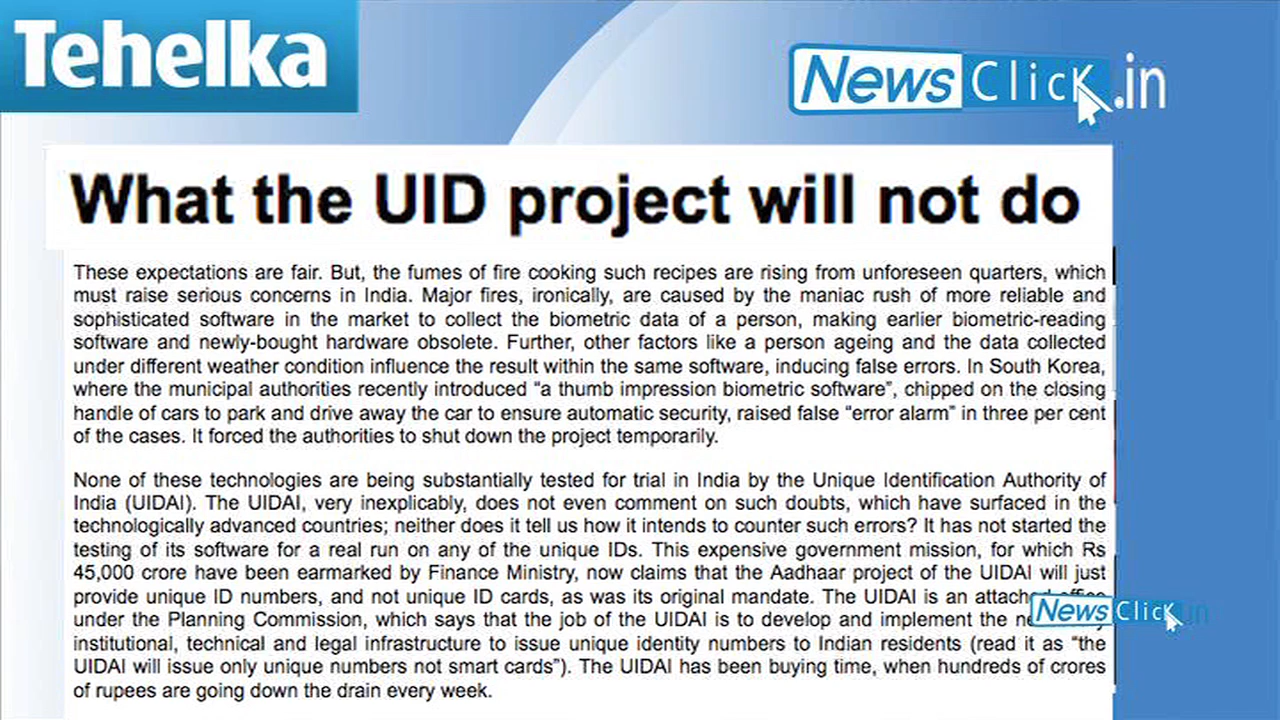 Tehelka
NewsClick.in
What the UID project will not do
These expectations are fair. But, the fumes of fire cooking such recipes are rising from unforeseen quarters, which
must raise serious concerns in India. Major fires, ironically, are caused by the maniac rush of more reliable and
sophisticated software in the market to collect the biometric data of a person, making earlier biometric-reading
software and newly-bought hardware obsolete. Further, other factors like a person ageing and the data collected
under different weather condition influence the result within the same software, inducing false errors. In South Korea,
where the municipal authorities recently introduced “a thumb impression biometric software”, chipped on the closing
handle of cars to park and drive away the car to ensure automatic security, raised false “error alarm” in three per cent
of the cases. It forced the authorities to shut down the project temporarily.
None of these technologies are being substantially tested for trial in India by the Unique Identification Authority of
India (UIDAI). The UIDAI, very inexplicably, does not even comment on such doubts, which have surfaced in the
technologically advanced countries; neither does it tell us how it intends to counter such errors? It has not started the
testing of its software for a real run on any of the unique IDs. This expensive government mission, for which Rs
45,000 crore have been earmarked by Finance Ministry, now claims that the Aadhaar project of the UIDAI will just
provide unique ID numbers, and not unique ID cards, as was its original mandate. The UIDAI is an
under the Planning Commission, which says that the job of the UIDAI is to develop and implement the
NewsClick.in
institutional, technical and legal infrastructure to issue unique identity numbers to Indian residents (read it as “the
UIDAI will issue only unique numbers not smart cards”). The UIDAI has been buying time, when hundreds of crores
of rupees are going down the drain every week.